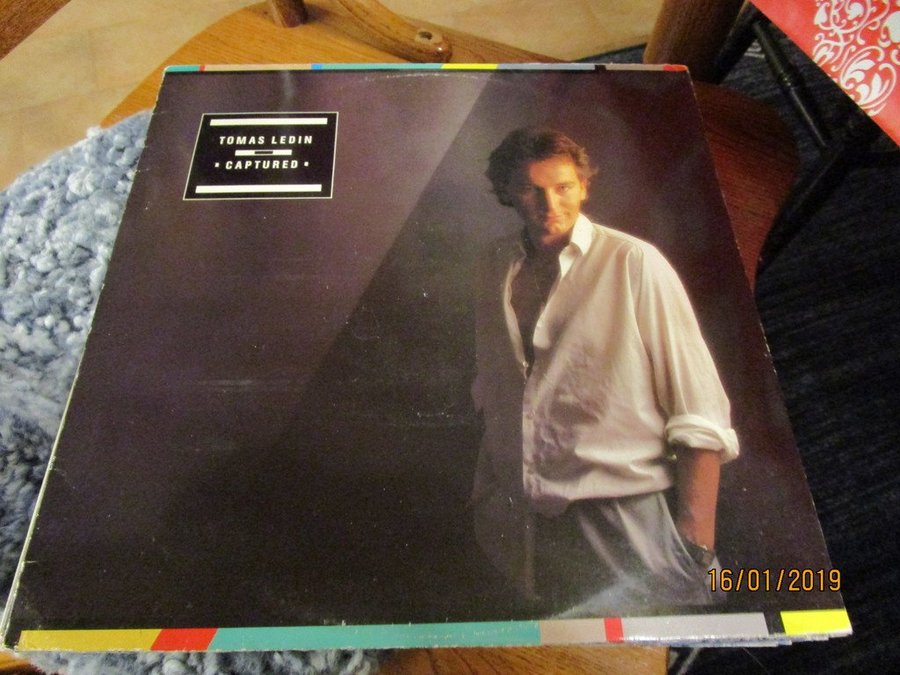 TOMAS LEDIN
• CAPTURED •
16/01/2019